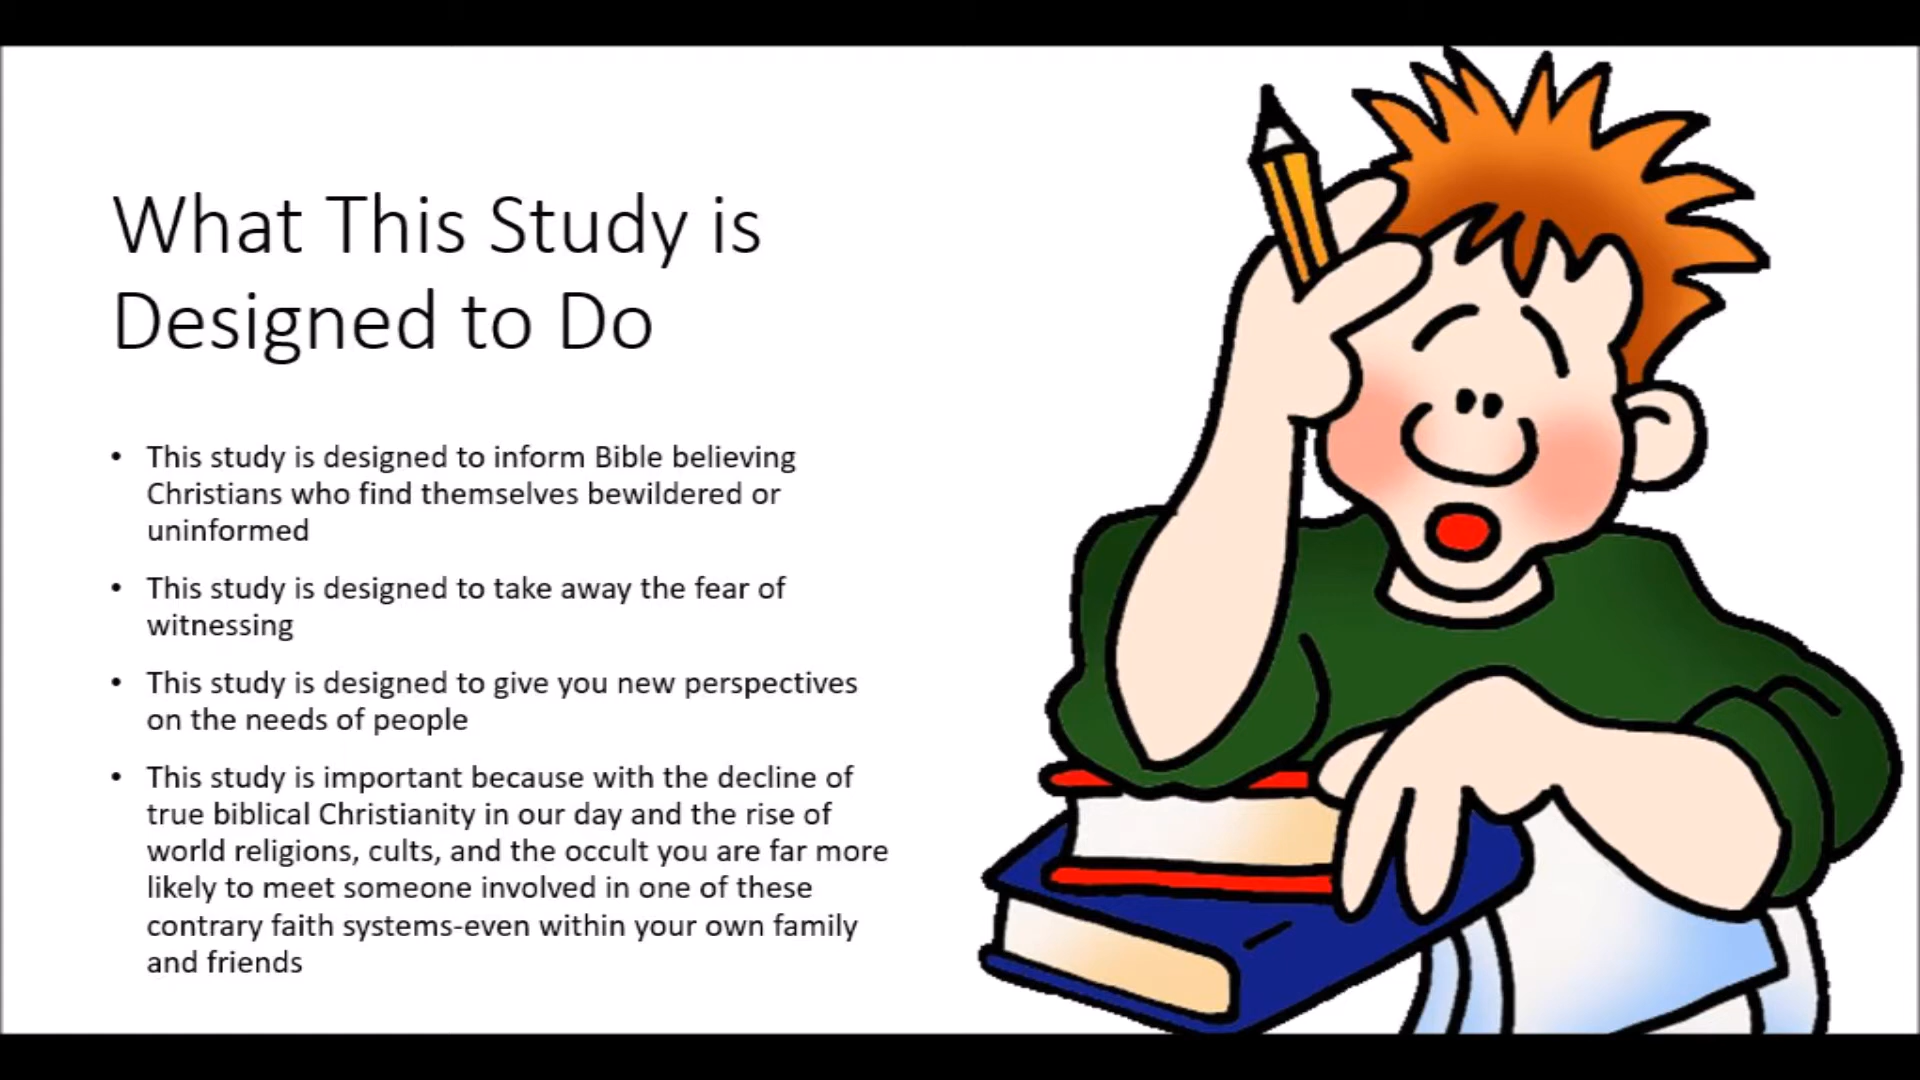 What This Study is
Designed to Do
• This study is designed to inform Bible believing
Christians who find themselves bewildered or
uninformed
• This study is designed to take away the fear of
witnessing
• This study is designed to give you new perspectives
on the needs of people
• This study is important because with the decline of
true biblical Christianity in our day and the rise of
world religions, cults, and the occult you are far more
likely to meet someone involved in one of these
contrary faith systems-even within your own family
and friends